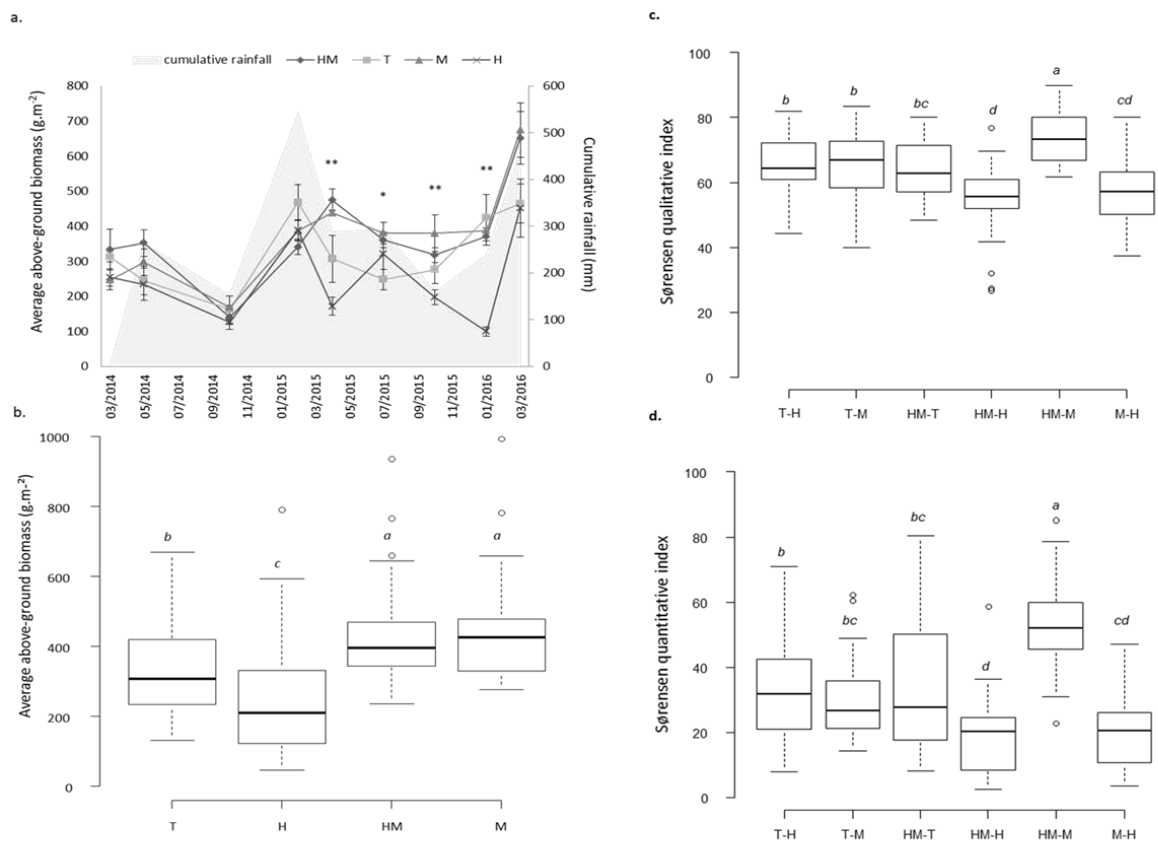 a.
cumulative rainfall HM T M H
Average above-ground biomass (g.m⁻²)
800
700
600
500
400
300
200
100
0
** * ** **
600
500
400
300
200
100
0
Cumulative rainfall (mm)
03/2014 05/2014 07/2014 09/2014 11/2014 01/2015 03/2015 05/2015 07/2015 09/2015 11/2015 01/2016 03/2016
b.
Average above-ground biomass (g.m-²)
1000
800
600
400
200
0
b c a a
T H HM M
c.
Sørensen qualitative index
100
80
60
40
20
0
b b bc d a cd
T-H T-M HM-T HM-H HM-M M-H
d.
Sørensen quantitative index
100
80
60
40
20
0
b bc bc d a cd
T-H T-M HM-T HM-H HM-M M-H